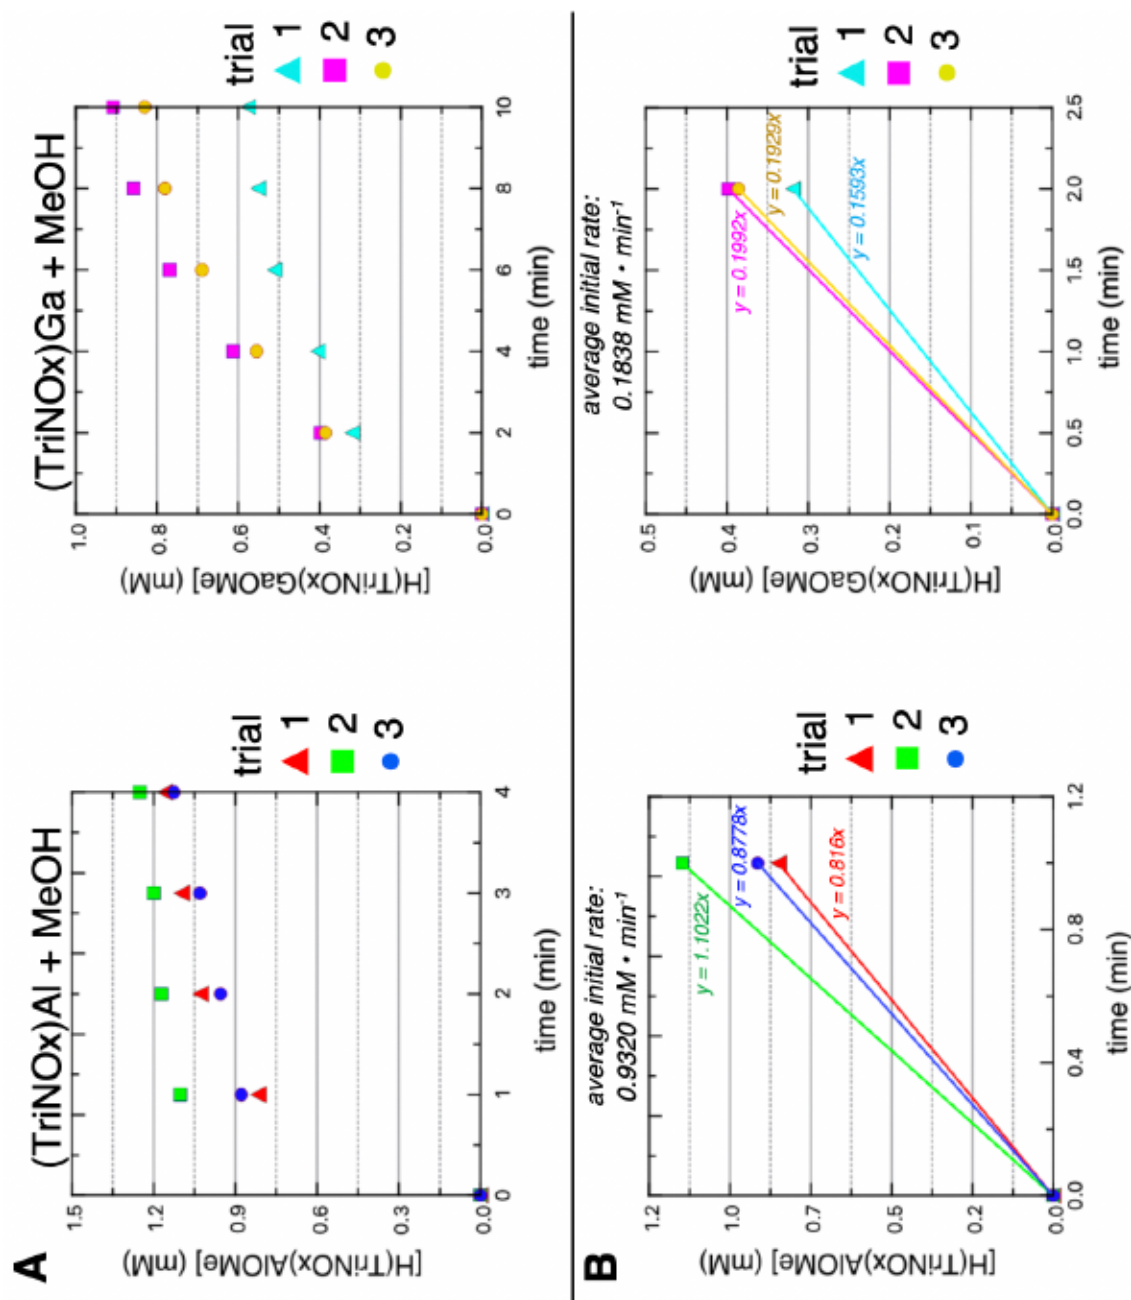 A
(TriNOx)Al + MeOH
[H(TriNOx)AlOMe] (mM)
1.5
1.2
0.9
0.6
0.3
0.0
0 1 2 3 4
time (min)
trial
1
2
3
(TriNOx)Ga + MeOH
[H(TriNOx)GaOMe] (mM)
1.0
0.8
0.6
0.4
0.2
0.0
0 2 4 6 8 10
time (min)
trial
1
2
3
B
average initial rate:
0.9320 mM • min⁻¹
[H(TriNOx)AlOMe] (mM)
1.2
1.0
0.7
0.5
0.2
0.0
y = 1.1022x
y = 0.8778x
y = 0.816x
0.0 0.4 0.8 1.2
time (min)
trial
1
2
3
average initial rate:
0.1838 mM • min⁻¹
[H(TriNOx)GaOMe] (mM)
0.5
0.4
0.3
0.2
0.1
0.0
y = 0.1992x
y = 0.1929x
y = 0.1593x
0.0 0.5 1.0 1.5 2.0 2.5
time (min)
trial
1
2
3